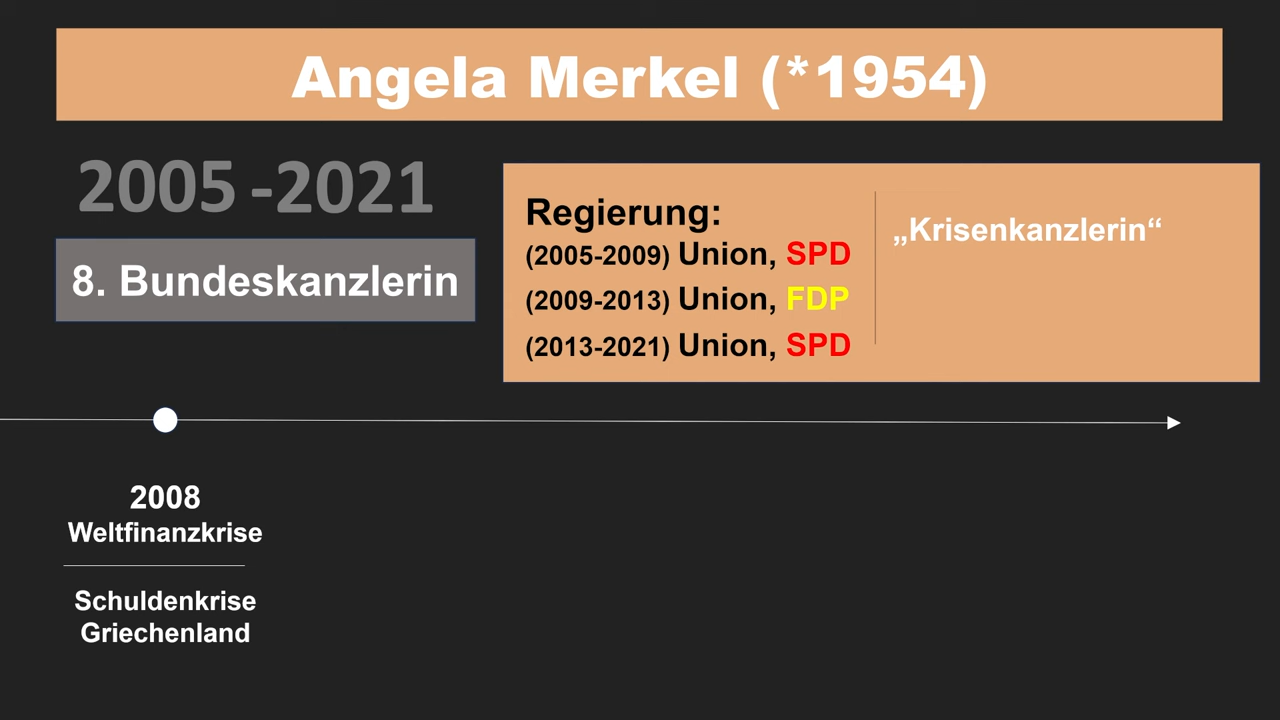 Angela Merkel (*1954)
2005 -2021
8. Bundeskanzlerin
Regierung:
(2005-2009) Union, SPD
(2009-2013) Union, FDP
(2013-2021) Union, SPD
„Krisenkanzlerin“
2008
Weltfinanzkrise
Schuldenkrise
Griechenland